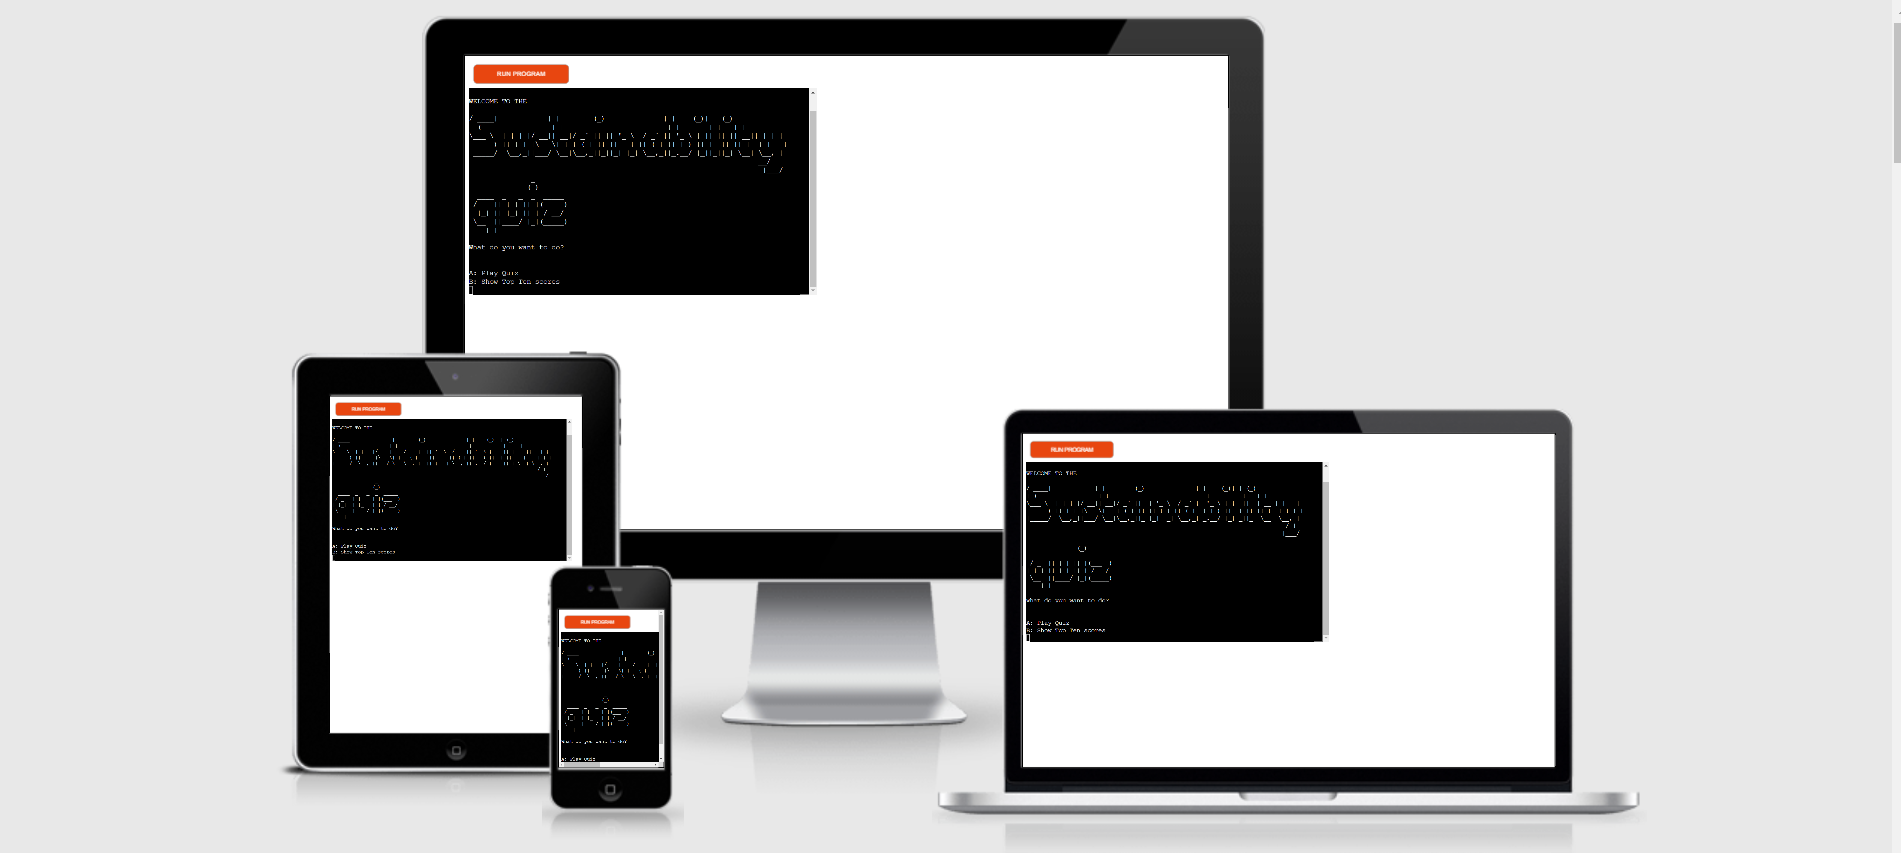 RUN PROGRAM
WELCOME TO THE
Sustainability
quiz
What do you want to do?
A: Play Quiz
B: Show Top Ten scores
RUN PROGRAM
WELCOME TO THE
Sustainability
quiz
What do you want to do?
A: Play Quiz
B: Show Top Ten scores
RUN PROGRAM
WELCOME TO THE
Sustainability
quiz
What do you want to do?
A: Play Quiz
B: Show Top Ten scores
RUN PROGRAM
WELCOME TO THE
Sustai
quiz
What do you want to do?
A: Play Quiz